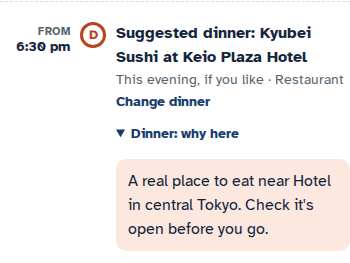 FROM
6:30 pm
D
Suggested dinner: Kyubei
Sushi at Keio Plaza Hotel
This evening, if you like · Restaurant
Change dinner
▼ Dinner: why here
A real place to eat near Hotel
in central Tokyo. Check it's
open before you go.